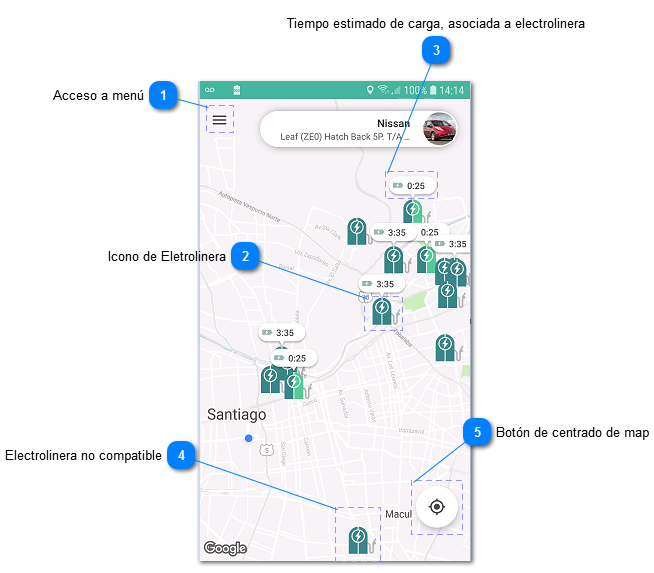 Tiempo estimado de carga, asociada a electrolinera
3
Acceso a menú
1
100% 14:14
Nissan
Leaf (ZE0) Hatch Back 5P. T/A ...
0:25
Américo Vespucio Norte
3:35
0:25
3:35
Icono de Eletrolinera
2
3:35
3:35
0:25
Santiago
5
Electrolinera no compatible
4
5
Botón de centrado de map
Macul
Google